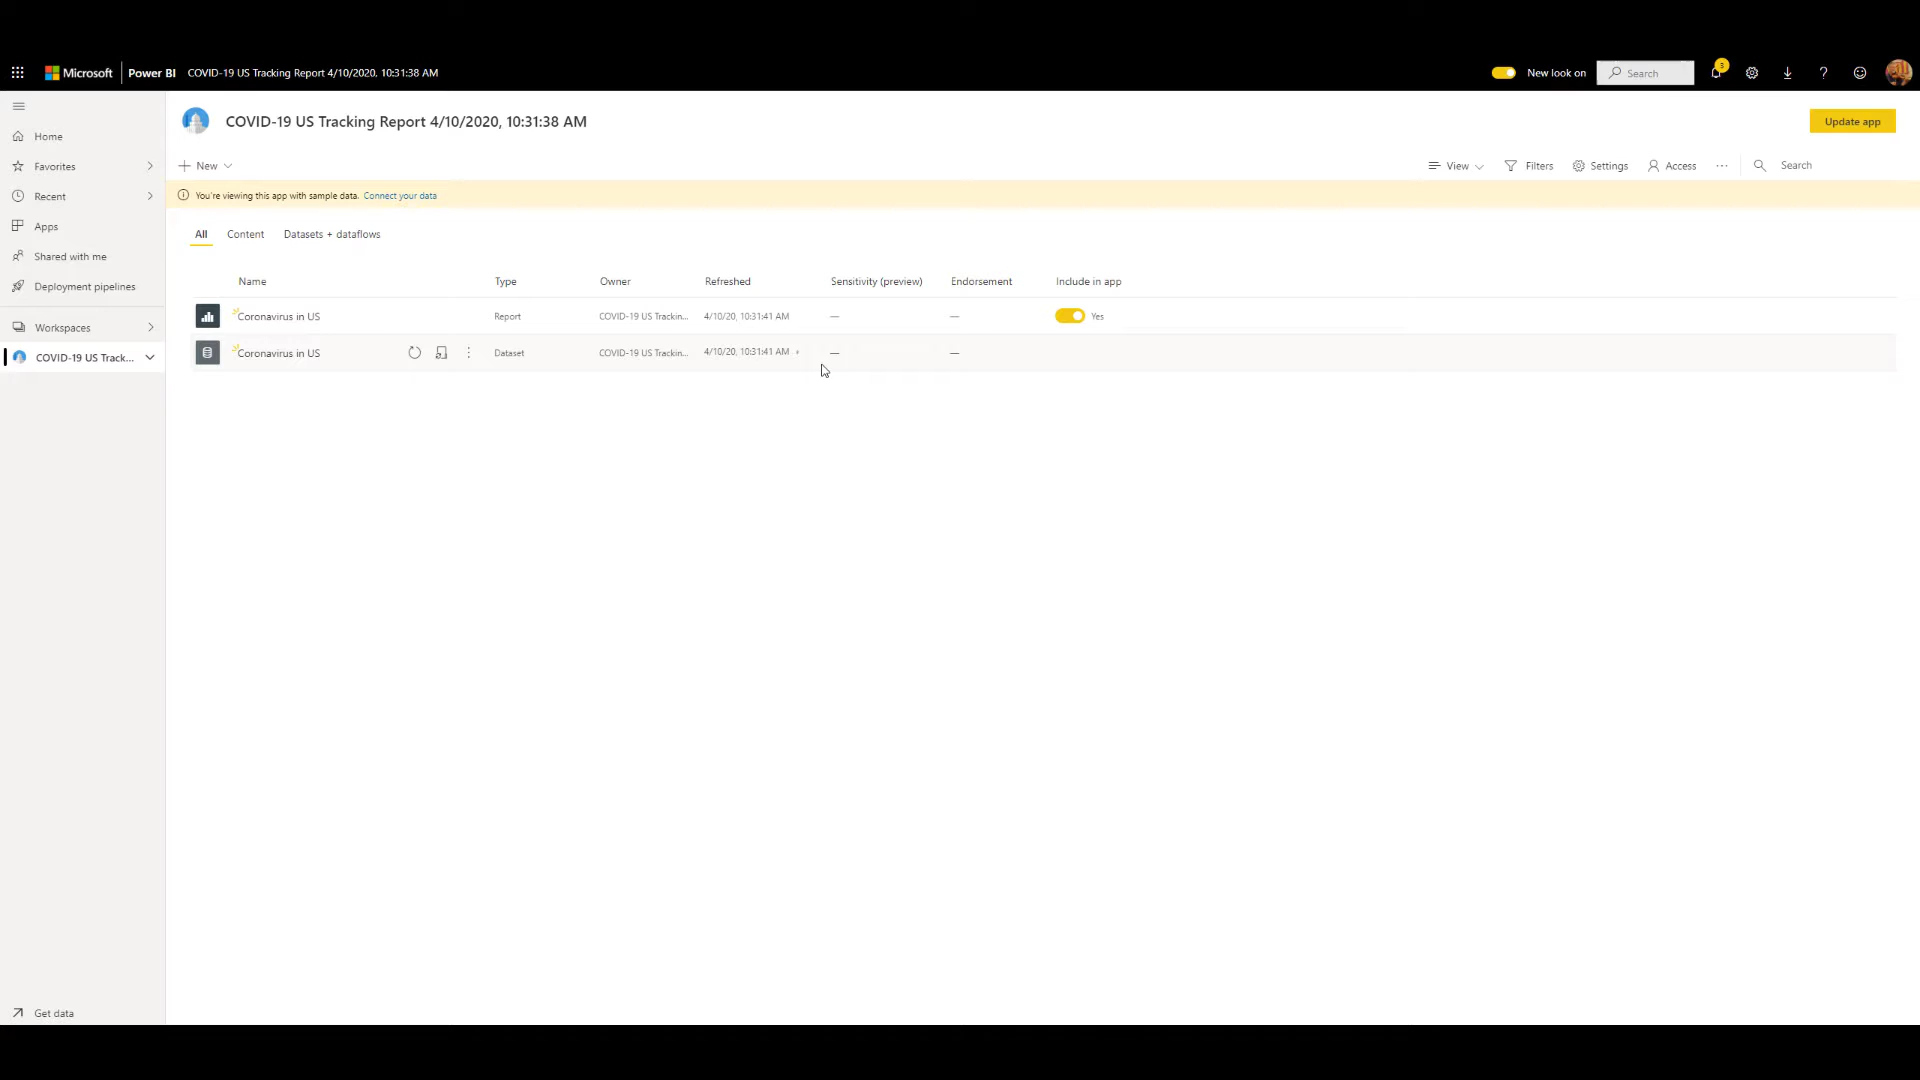 Microsoft Power BI COVID-19 US Tracking Report 4/10/2020, 10:31:38 AM New look on Search 3
COVID-19 US Tracking Report 4/10/2020, 10:31:38 AM Update app
Home
Favorites
Recent
Apps
Shared with me
Deployment pipelines
Workspaces
COVID-19 US Track...
Get data
New View Filters Settings Access ... Search
You're viewing this app with sample data. Connect your data
All Content Datasets + dataflows
Name Type Owner Refreshed Sensitivity (preview) Endorsement Include in app
Coronavirus in US Report COVID-19 US Trackin... 4/10/20, 10:31:41 AM — — Yes
Coronavirus in US Dataset COVID-19 US Trackin... 4/10/20, 10:31:41 AM — —